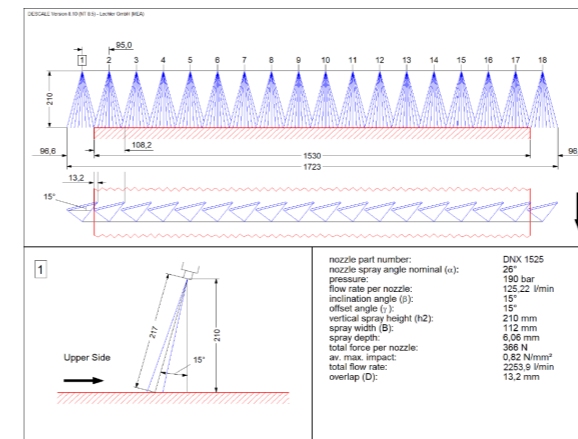 DESCALE Version 6.10 (NT 8.0) - Lechler GmbH (MEA)
95,0
1 2 3 4 5 6 7 8 9 10 11 12 13 14 15 16 17 18
210
96,6
108,2
1530
96,
1723
13,2
15°
1
217
210
15°
Upper Side
nozzle part number: DNX 1525
nozzle spray angle nominal (α): 26°
pressure: 190 bar
flow rate per nozzle: 125,22 l/min
inclination angle (β): 15°
offset angle (γ): 15°
vertical spray height (h2): 210 mm
spray width (B): 112 mm
spray depth: 6,06 mm
total force per nozzle: 366 N
av. max. impact: 0,82 N/mm²
total flow rate: 2253,9 l/min
overlap (D): 13,2 mm